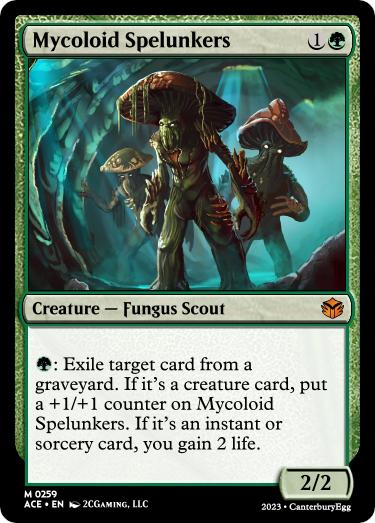 Mycoloid Spelunkers 1
Creature — Fungus Scout
: Exile target card from a
graveyard. If it's a creature card, put
a +1/+1 counter on Mycoloid
Spelunkers. If it's an instant or
sorcery card, you gain 2 life.
2/2
M 0259
ACE • EN 2CGAMING, LLC
2023 • CanterburyEgg